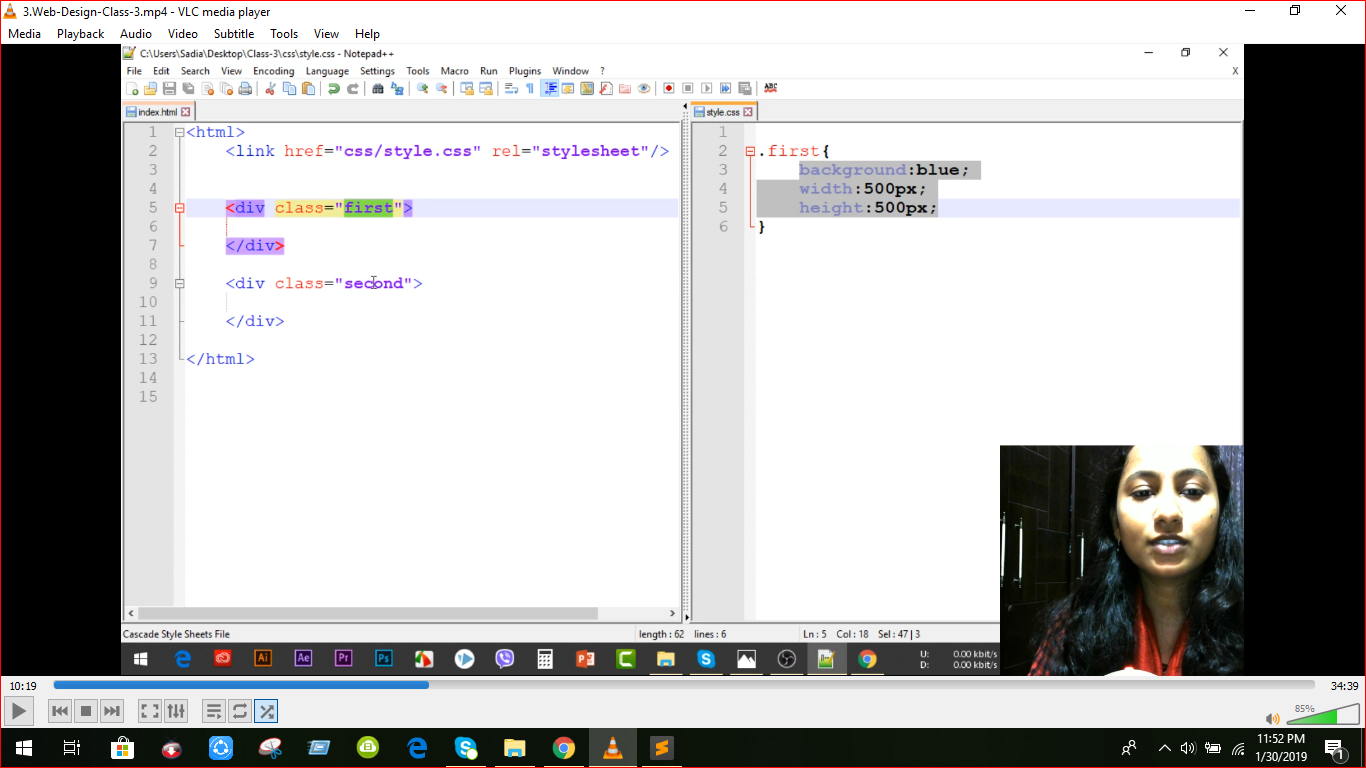 3.Web-Design-Class-3.mp4 - VLC media player
Media Playback Audio Video Subtitle Tools View Help
C:\Users\Sadia\Desktop\Class-3\css\style.css - Notepad++
File Edit Search View Encoding Language Settings Tools Macro Run Plugins Window ? X
ABC
index.html
1 <html>
2 <link href="css/style.css" rel="stylesheet"/>
3
4
5 <div class="first">
6
7 </div>
8
9 <div class="second">
10
11 </div>
12
13 </html>
14
15
style.css
1
2 .first{
3 background:blue;
4 width:500px;
5 height:500px;
6 }
Cascade Style Sheets File length : 62 lines : 6 Ln : 5 Col : 18 Sel : 47 | 3
Ai Ae Pr Ps P C S
U: 0.00 kbit/s
D: 0.00 kbit/s
10:19 34:39
85%
11:52 PM
1/30/2019
1